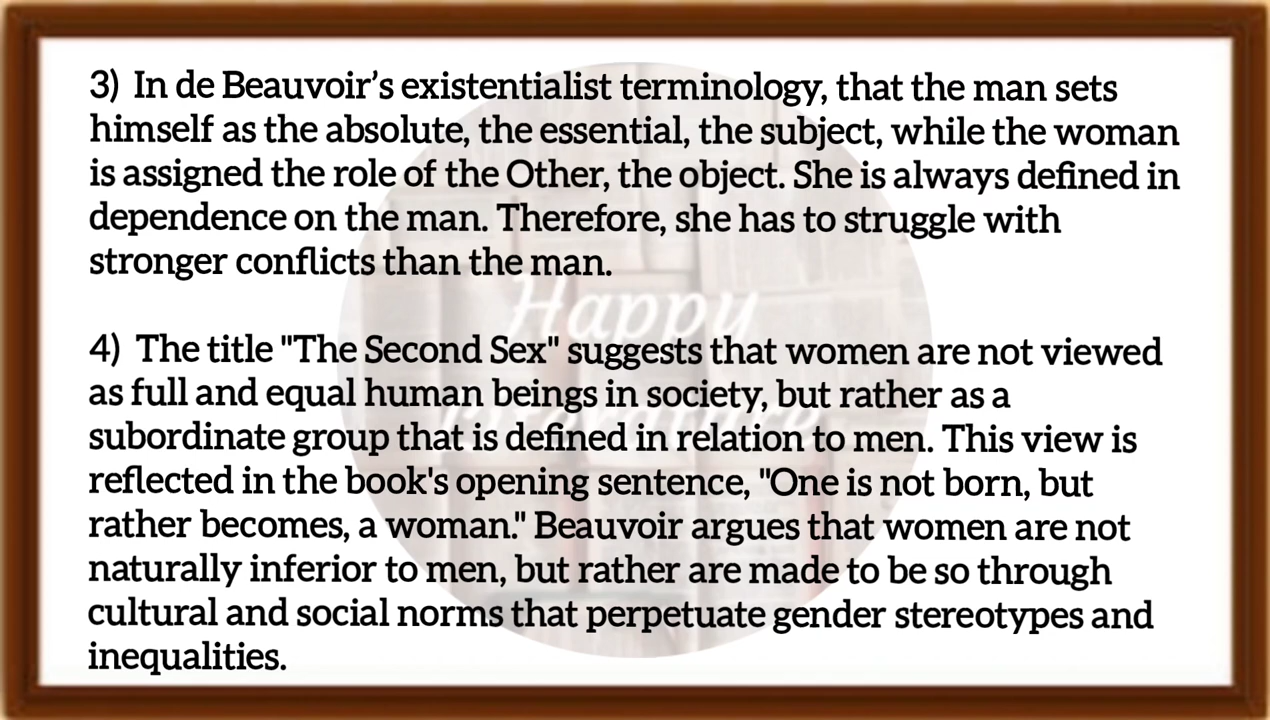 3) In de Beauvoir’s existentialist terminology, that the man sets
himself as the absolute, the essential, the subject, while the woman
is assigned the role of the Other, the object. She is always defined in
dependence on the man. Therefore, she has to struggle with
stronger conflicts than the man.
Happy
4) The title "The Second Sex" suggests that women are not viewed
as full and equal human beings in society, but rather as a
Literature
subordinate group that is defined in relation to men. This view is
reflected in the book's opening sentence, "One is not born, but
rather becomes, a woman." Beauvoir argues that women are not
naturally inferior to men, but rather are made to be so through
cultural and social norms that perpetuate gender stereotypes and
inequalities.